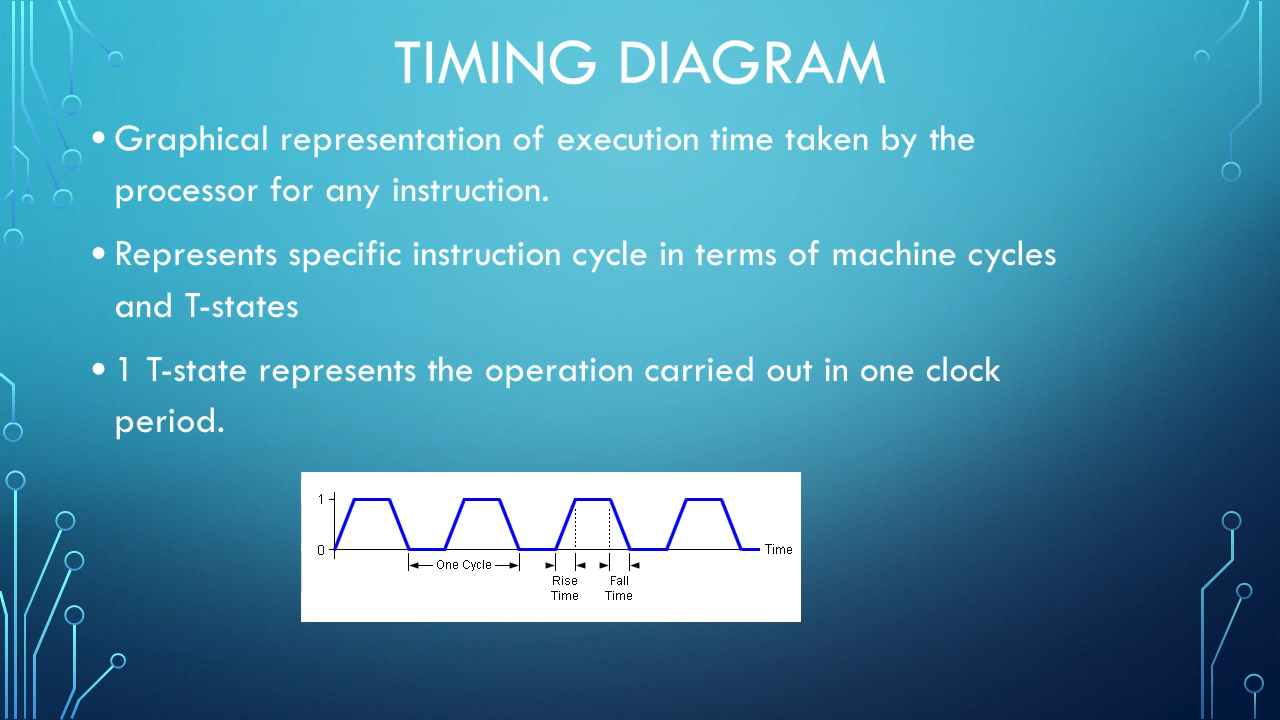 TIMING DIAGRAM
• Graphical representation of execution time taken by the
processor for any instruction.
• Represents specific instruction cycle in terms of machine cycles
and T-states
• 1 T-state represents the operation carried out in one clock
period.
1
0
Time
One Cycle
Rise
Time
Fall
Time